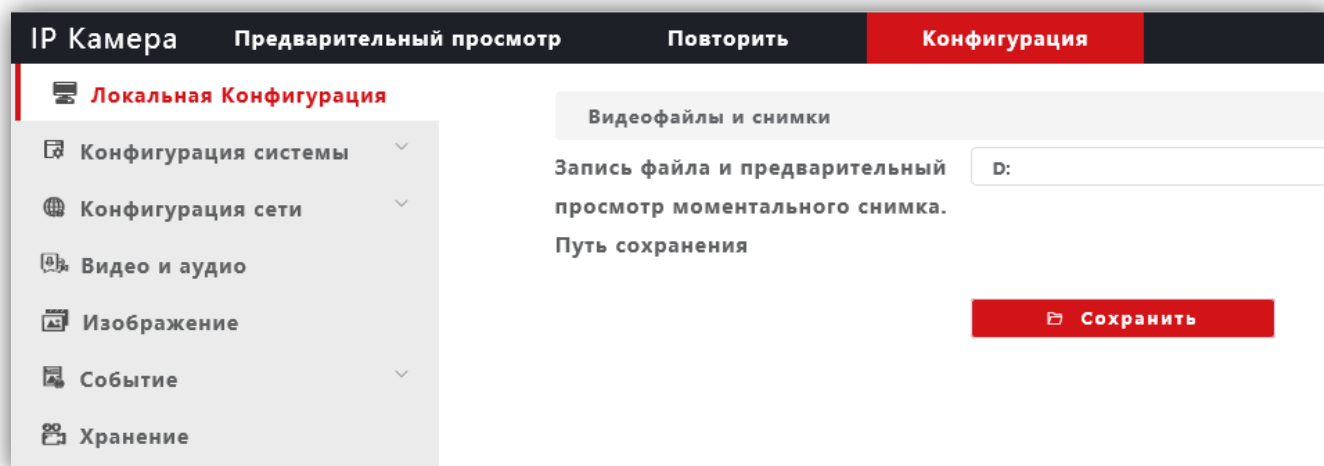 IP Камера Предварительный просмотр Повторить Конфигурация
Локальная Конфигурация
Конфигурация системы
Конфигурация сети
Видео и аудио
Изображение
Событие
Хранение
Видеофайлы и снимки
Запись файла и предварительный
просмотр моментального снимка.
Путь сохранения
D:
Сохранить